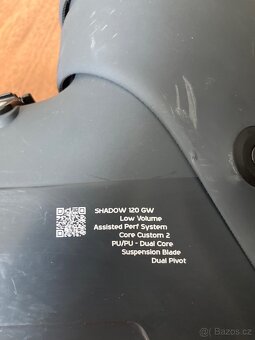 SHADOW 120 GW
Low Volume
Assisted Perf System
Core Custom 2
PU/PU - Dual Core
Suspension Blade
Dual Pivot
sbazar.cz